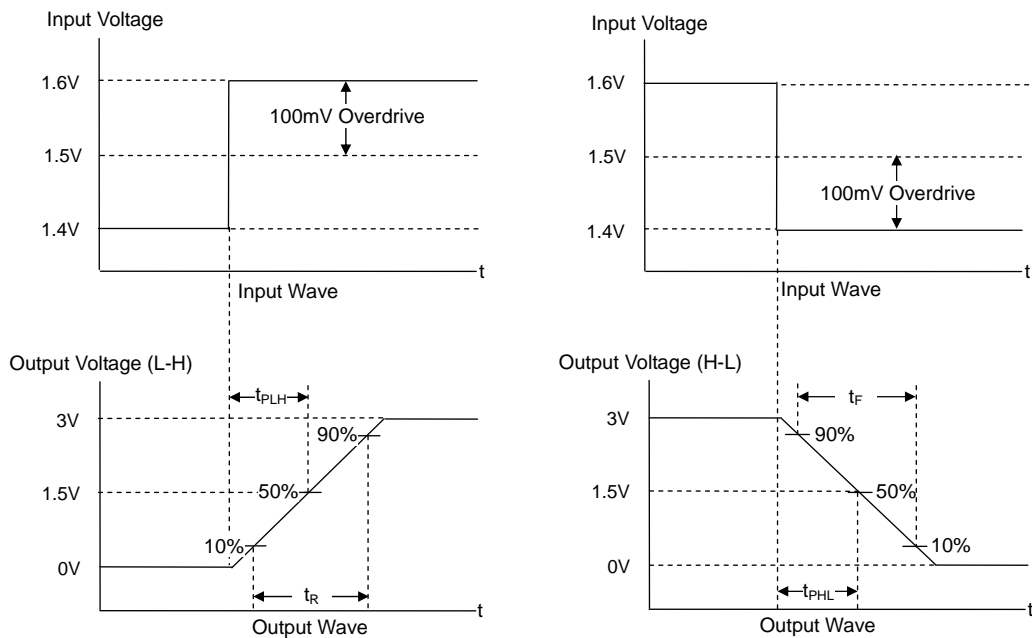 Input Voltage
1.6V
100mV Overdrive
1.5V
1.4V
t
Input Wave
Input Voltage
1.6V
1.5V
100mV Overdrive
1.4V
t
Input Wave
Output Voltage (L-H)
tPLH
3V
90%
1.5V
50%
10%
0V
tR
t
Output Wave
Output Voltage (H-L)
tF
3V
90%
1.5V
50%
10%
0V
tPHL
t
Output Wave